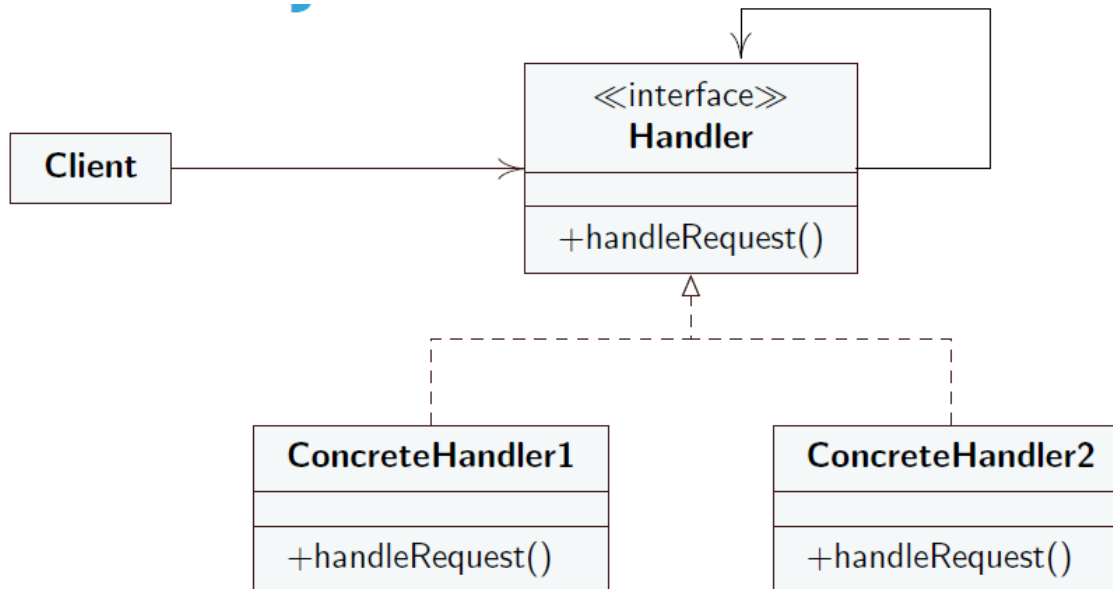 ≪interface≫
Handler
Client
+handleRequest()
ConcreteHandler1
+handleRequest()
ConcreteHandler2
+handleRequest()